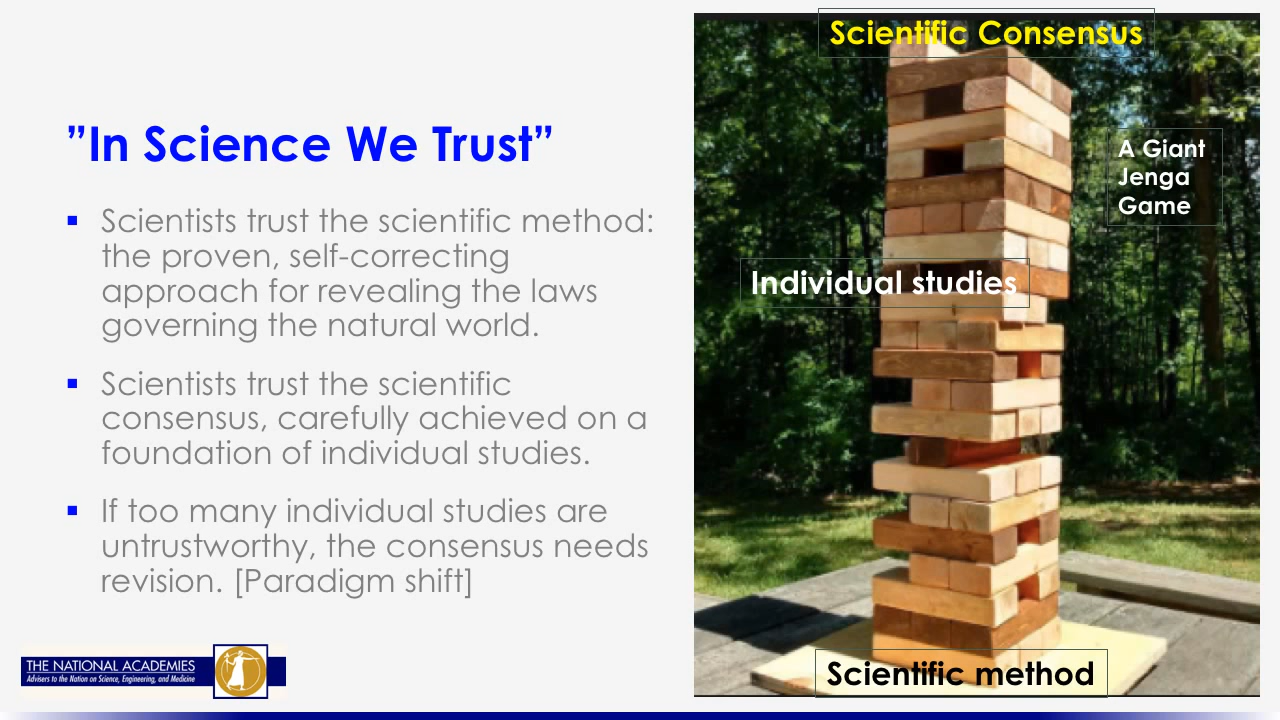 ”In Science We Trust”
▪ Scientists trust the scientific method:
the proven, self-correcting
approach for revealing the laws
governing the natural world.
▪ Scientists trust the scientific
consensus, carefully achieved on a
foundation of individual studies.
▪ If too many individual studies are
untrustworthy, the consensus needs
revision. [Paradigm shift]
THE NATIONAL ACADEMIES
Advisers to the Nation on Science, Engineering, and Medicine
Scientific Consensus
A Giant
Jenga
Game
Individual studies
Scientific method